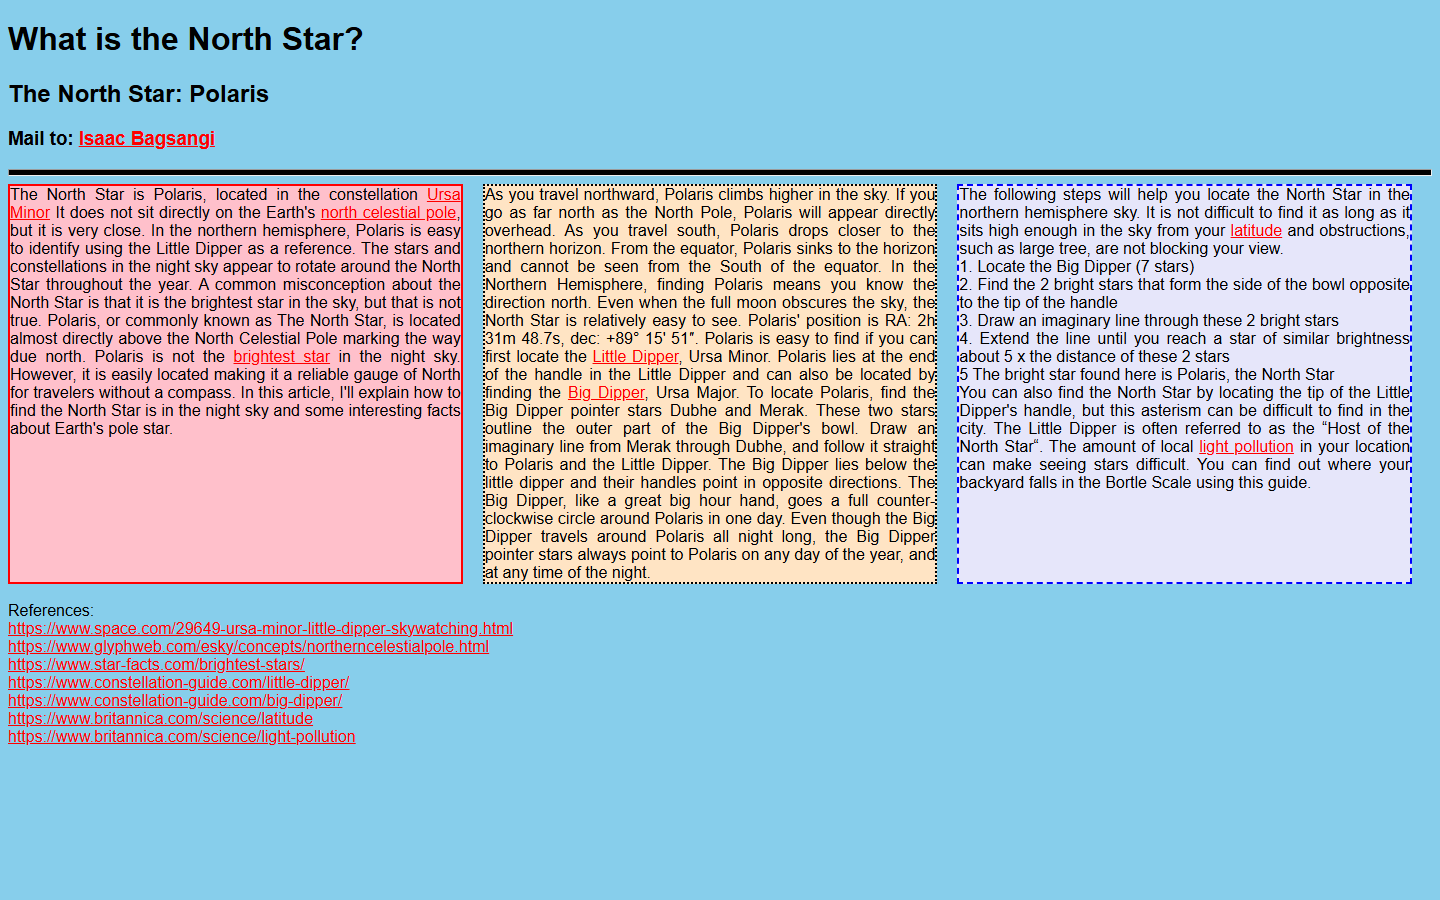 What is the North Star?
The North Star: Polaris
Mail to: Isaac Bagsangi
The North Star is Polaris, located in the constellation Ursa
Minor It does not sit directly on the Earth's north celestial pole,
but it is very close. In the northern hemisphere, Polaris is easy
to identify using the Little Dipper as a reference. The stars and
constellations in the night sky appear to rotate around the North
Star throughout the year. A common misconception about the
North Star is that it is the brightest star in the sky, but that is not
true. Polaris, or commonly known as The North Star, is located
almost directly above the North Celestial Pole marking the way
due north. Polaris is not the brightest star in the night sky.
However, it is easily located making it a reliable gauge of North
for travelers without a compass. In this article, I'll explain how to
find the North Star is in the night sky and some interesting facts
about Earth's pole star.
As you travel northward, Polaris climbs higher in the sky. If you
go as far north as the North Pole, Polaris will appear directly
overhead. As you travel south, Polaris drops closer to the
northern horizon. From the equator, Polaris sinks to the horizon
and cannot be seen from the South of the equator. In the
Northern Hemisphere, finding Polaris means you know the
direction north. Even when the full moon obscures the sky, the
North Star is relatively easy to see. Polaris' position is RA: 2h
31m 48.7s, dec: +89° 15' 51″. Polaris is easy to find if you can
first locate the Little Dipper, Ursa Minor. Polaris lies at the end
of the handle in the Little Dipper and can also be located by
finding the Big Dipper, Ursa Major. To locate Polaris, find the
Big Dipper pointer stars Dubhe and Merak. These two stars
outline the outer part of the Big Dipper's bowl. Draw an
imaginary line from Merak through Dubhe, and follow it straight
to Polaris and the Little Dipper. The Big Dipper lies below the
little dipper and their handles point in opposite directions. The
Big Dipper, like a great big hour hand, goes a full counter-
clockwise circle around Polaris in one day. Even though the Big
Dipper travels around Polaris all night long, the Big Dipper
pointer stars always point to Polaris on any day of the year, and
at any time of the night.
The following steps will help you locate the North Star in the
northern hemisphere sky. It is not difficult to find it as long as it
sits high enough in the sky from your latitude and obstructions,
such as large tree, are not blocking your view.
1. Locate the Big Dipper (7 stars)
2. Find the 2 bright stars that form the side of the bowl opposite
to the tip of the handle
3. Draw an imaginary line through these 2 bright stars
4. Extend the line until you reach a star of similar brightness
about 5 x the distance of these 2 stars
5 The bright star found here is Polaris, the North Star
You can also find the North Star by locating the tip of the Little
Dipper's handle, but this asterism can be difficult to find in the
city. The Little Dipper is often referred to as the “Host of the
North Star“. The amount of local light pollution in your location
can make seeing stars difficult. You can find out where your
backyard falls in the Bortle Scale using this guide.
References:
https://www.space.com/29649-ursa-minor-little-dipper-skywatching.html
https://www.glyphweb.com/esky/concepts/northerncelestialpole.html
https://www.star-facts.com/brightest-stars/
https://www.constellation-guide.com/little-dipper/
https://www.constellation-guide.com/big-dipper/
https://www.britannica.com/science/latitude
https://www.britannica.com/science/light-pollution